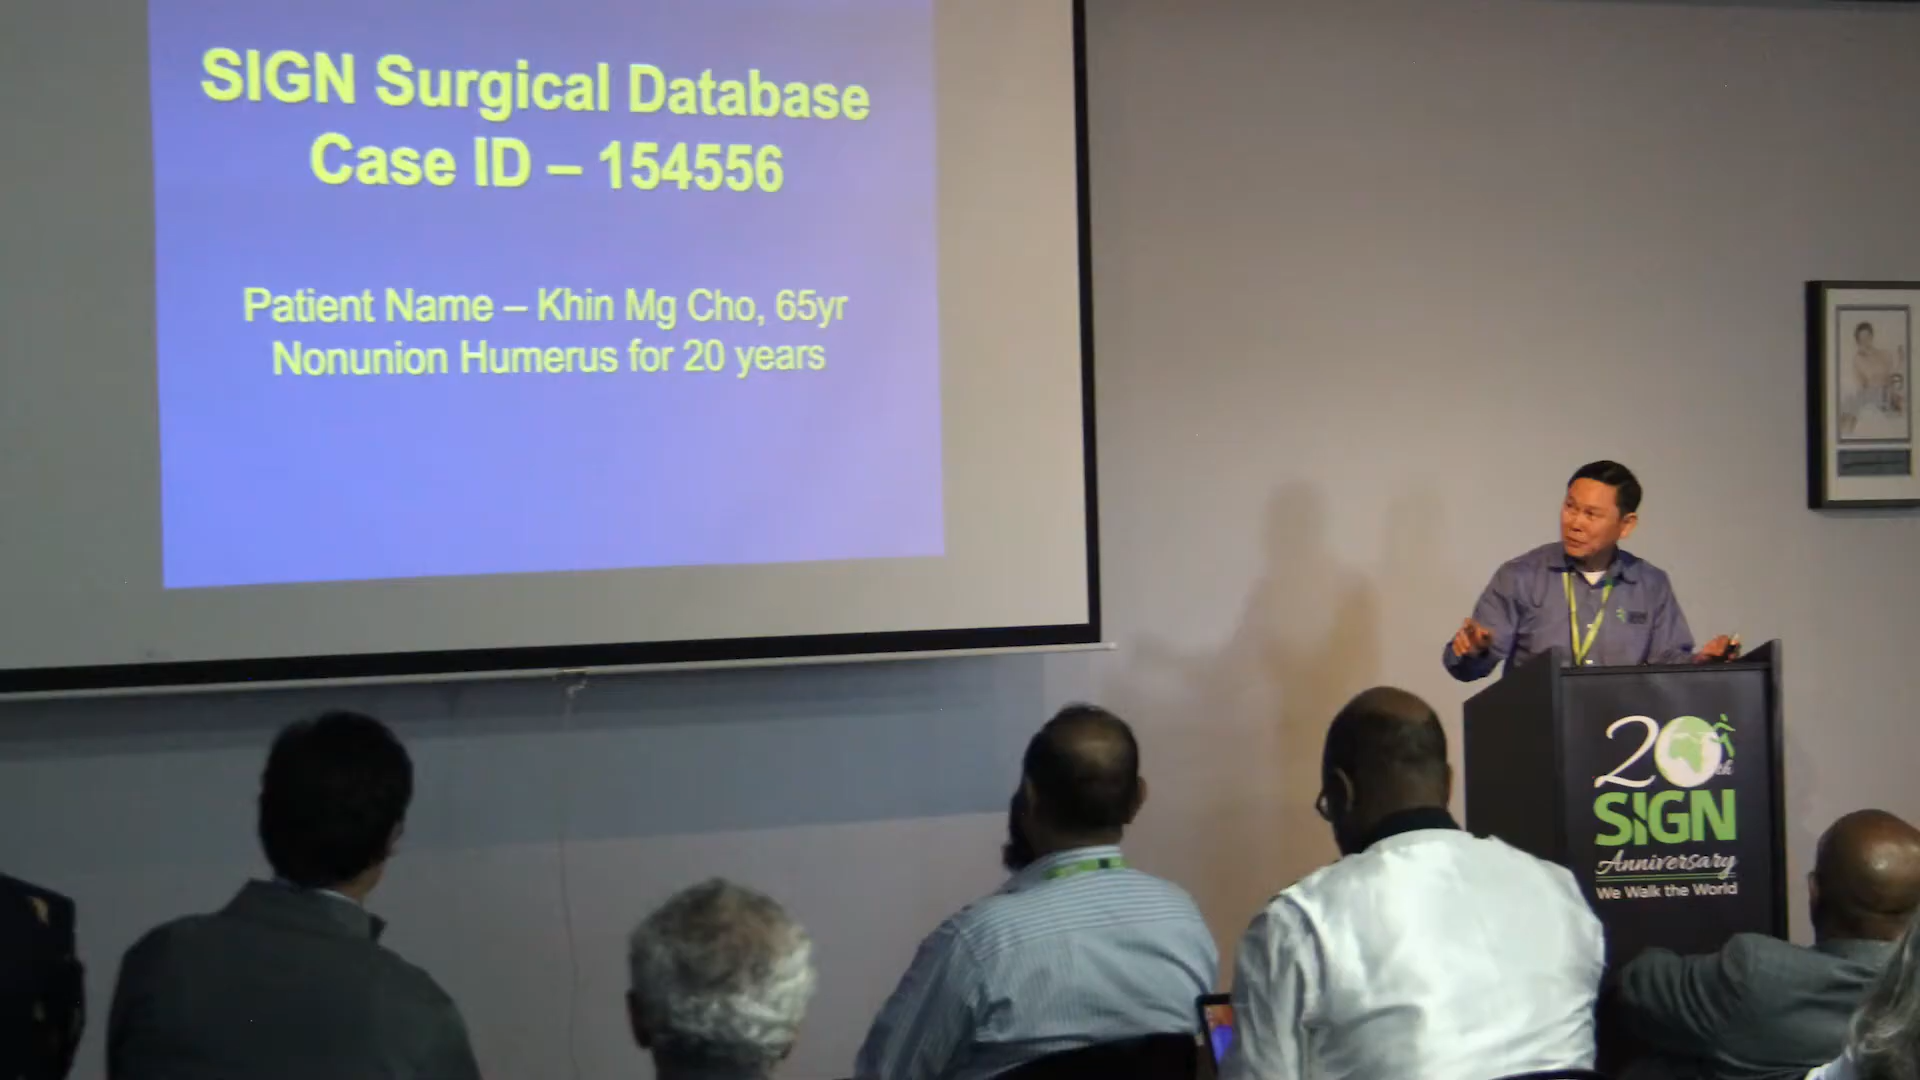 SIGN Surgical Database
Case ID – 154556
Patient Name – Khin Mg Cho, 65yr
Nonunion Humerus for 20 years
20th
SIGN
Anniversary
We Walk the World